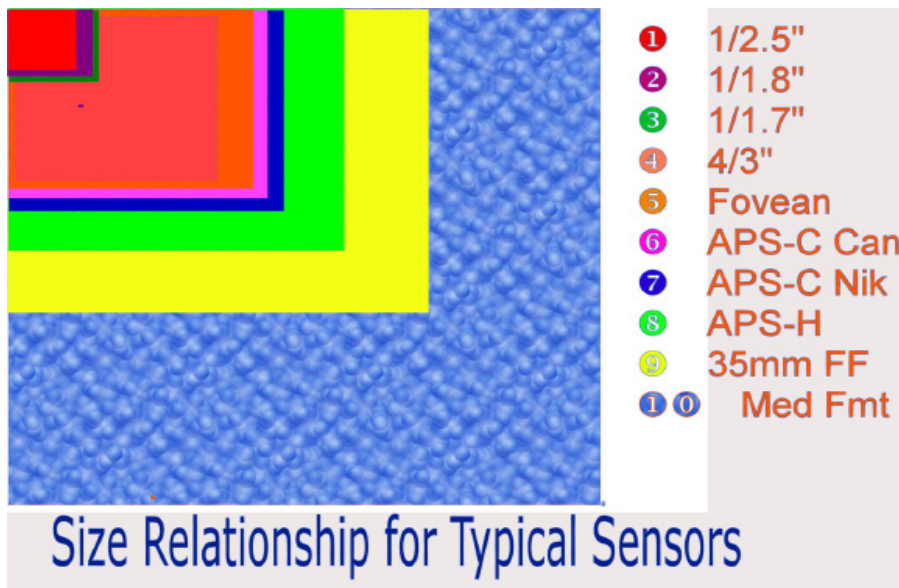 1 1/2.5"
2 1/1.8"
3 1/1.7"
4 4/3"
5 Fovean
6 APS-C Can
7 APS-C Nik
8 APS-H
9 35mm FF
1 0 Med Fmt
Size Relationship for Typical Sensors